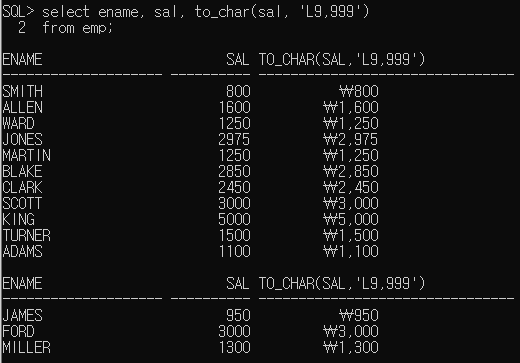 SQL> select ename, sal, to_char(sal, 'L9,999')
  2  from emp;
ENAME                       SAL TO_CHAR(SAL,'L9,999')
-------------------- ---------- --------------------------------
SMITH                       800           ₩800
ALLEN                      1600         ₩1,600
WARD                       1250         ₩1,250
JONES                      2975         ₩2,975
MARTIN                     1250         ₩1,250
BLAKE                      2850         ₩2,850
CLARK                      2450         ₩2,450
SCOTT                      3000         ₩3,000
KING                       5000         ₩5,000
TURNER                     1500         ₩1,500
ADAMS                      1100         ₩1,100
ENAME                       SAL TO_CHAR(SAL,'L9,999')
-------------------- ---------- --------------------------------
JAMES                       950           ₩950
FORD                       3000         ₩3,000
MILLER                     1300         ₩1,300